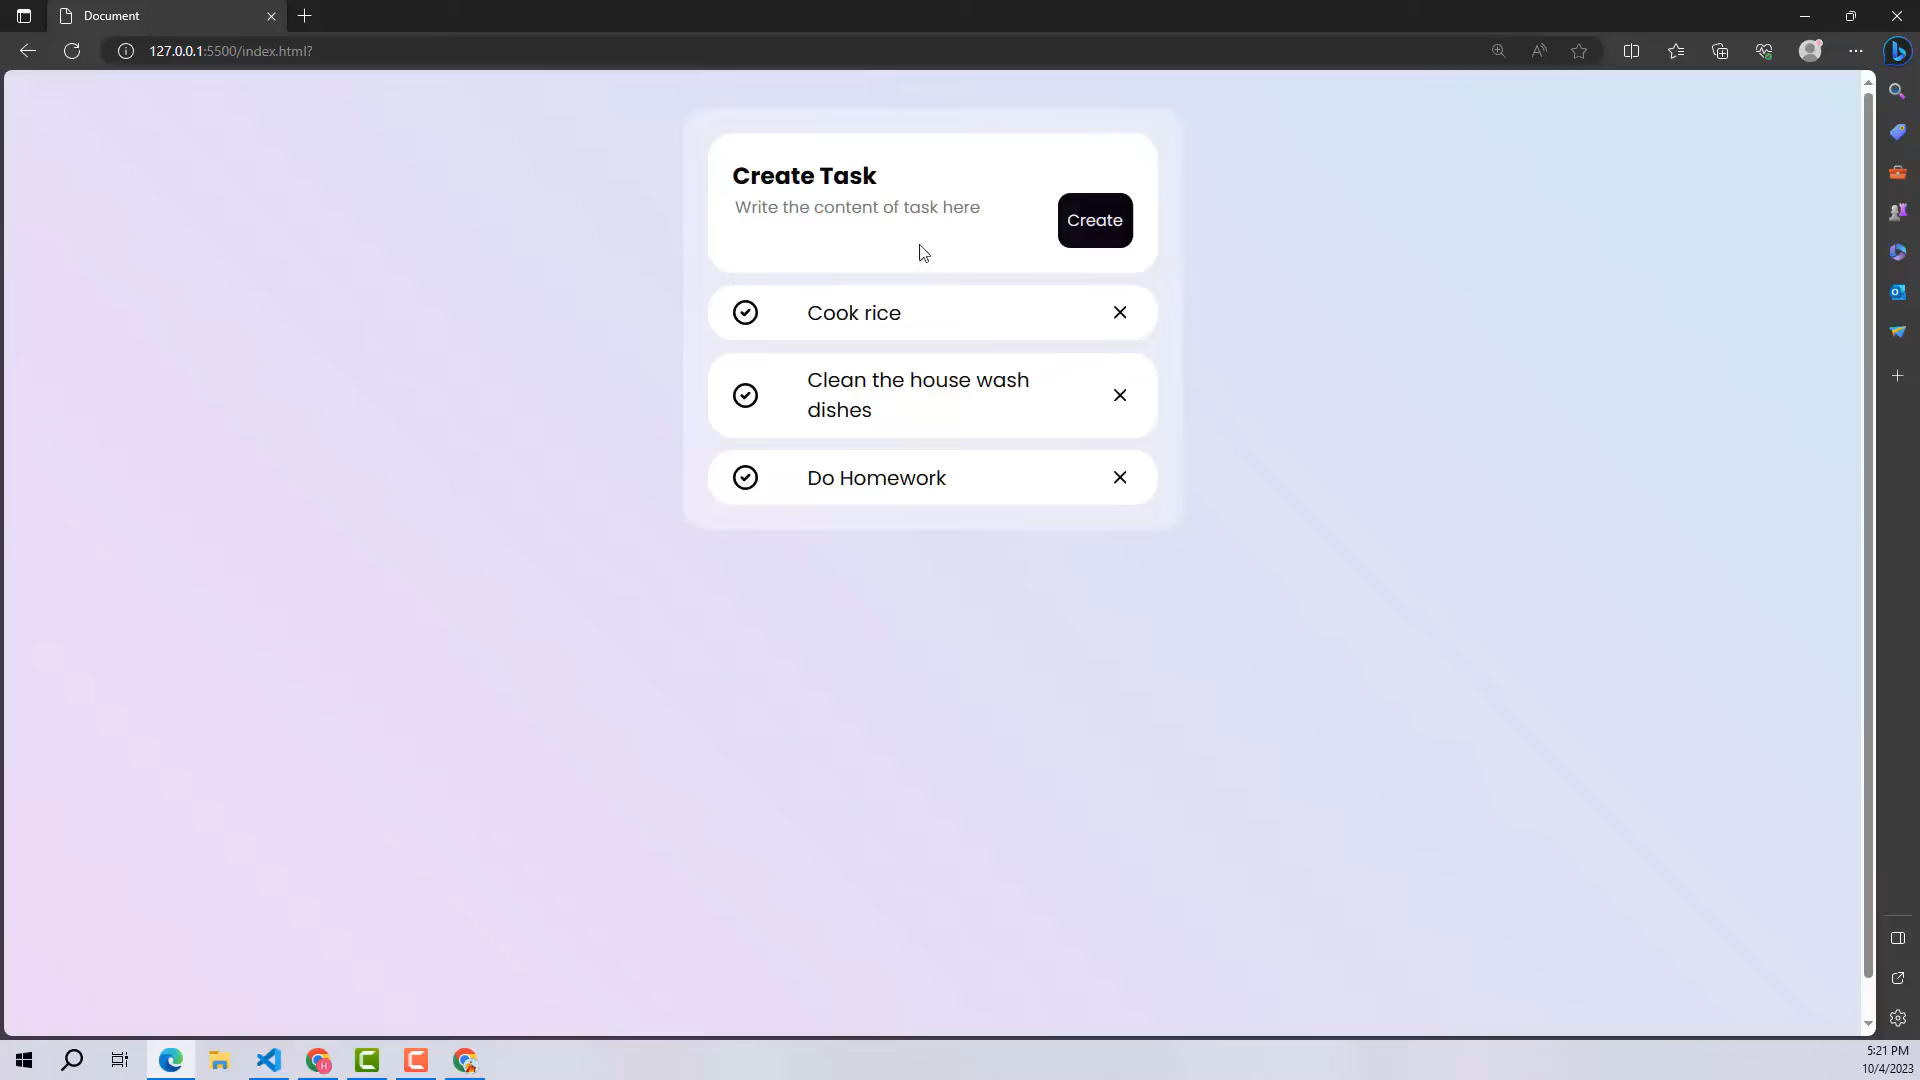 Document
127.0.0.1:5500/index.html?
Create Task
Write the content of task here
Create
Cook rice
Clean the house wash
dishes
Do Homework
5:21 PM
10/4/2023